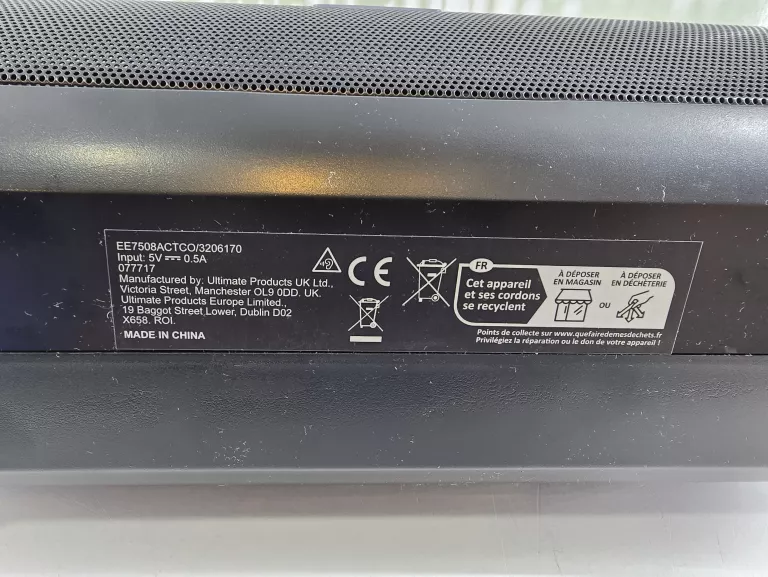 EE7508ACTCO/3206170
Input: 5V⎓0.5A
077717
Manufactured by: Ultimate Products UK Ltd.,
Victoria Street, Manchester OL9 0DD. UK.
Ultimate Products Europe Limited.,
19 Baggot Street,Lower, Dublin D02
X658. ROI.
MADE IN CHINA
CE
FR
Cet appareil
et ses cordons
se recyclent
À DÉPOSER
EN MAGASIN
OU
À DÉPOSER
EN DÉCHÈTERIE
Points de collecte sur www.quefairedemesdechets.fr
Privilégiez la réparation ou le don de votre appareil !